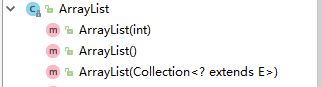 ArrayList
ArrayList(int)
ArrayList()
ArrayList(Collection<? extends E>)